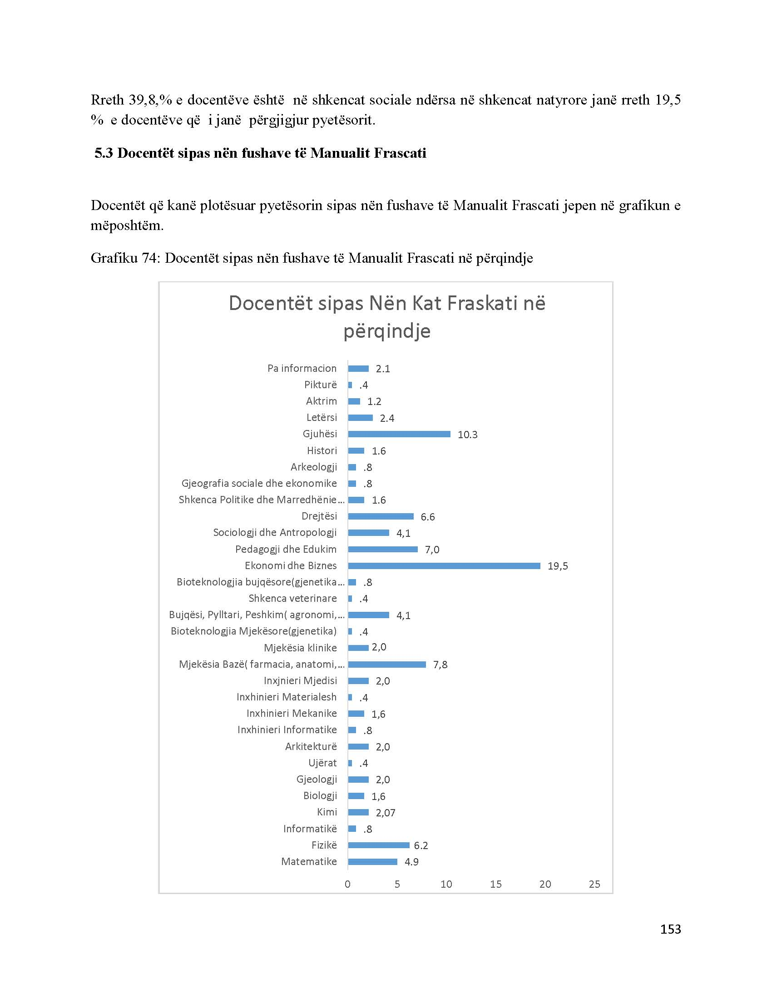 Rreth 39,8,% e docentëve është në shkencat sociale ndërsa në shkencat natyrore janë rreth 19,5
% e docentëve që i janë përgjigjur pyetësorit.
5.3 Docentët sipas nën fushave të Manualit Frascati
Docentët që kanë plotësuar pyetësorin sipas nën fushave të Manualit Frascati jepen në grafikun e
mëposhtëm.
Grafiku 74: Docentët sipas nën fushave të Manualit Frascati në përqindje
Docentët sipas Nën Kat Fraskati në
përqindje
Pa informacion 2.1
Pikturë .4
Aktrim 1.2
Letërsi 2.4
Gjuhësi 10.3
Histori 1.6
Arkeologji .8
Gjeografia sociale dhe ekonomike .8
Shkenca Politike dhe Marredhënie... 1.6
Drejtësi 6.6
Sociologji dhe Antropologji 4,1
Pedagogji dhe Edukim 7,0
Ekonomi dhe Biznes 19,5
Bioteknologjia bujqësore(gjenetika... .8
Shkenca veterinare .4
Bujqësi, Pylltari, Peshkim( agronomi,... 4,1
Bioteknologjia Mjekësore(gjenetika) .4
Mjekësia klinike 2,0
Mjekësia Bazë( farmacia, anatomi,... 7,8
Inxjnieri Mjedisi 2,0
Inxhinieri Materialesh .4
Inxhinieri Mekanike 1,6
Inxhinieri Informatike .8
Arkitekturë 2,0
Ujërat .4
Gjeologji 2,0
Biologji 1,6
Kimi 2,07
Informatikë .8
Fizikë 6.2
Matematike 4.9
0 5 10 15 20 25
153